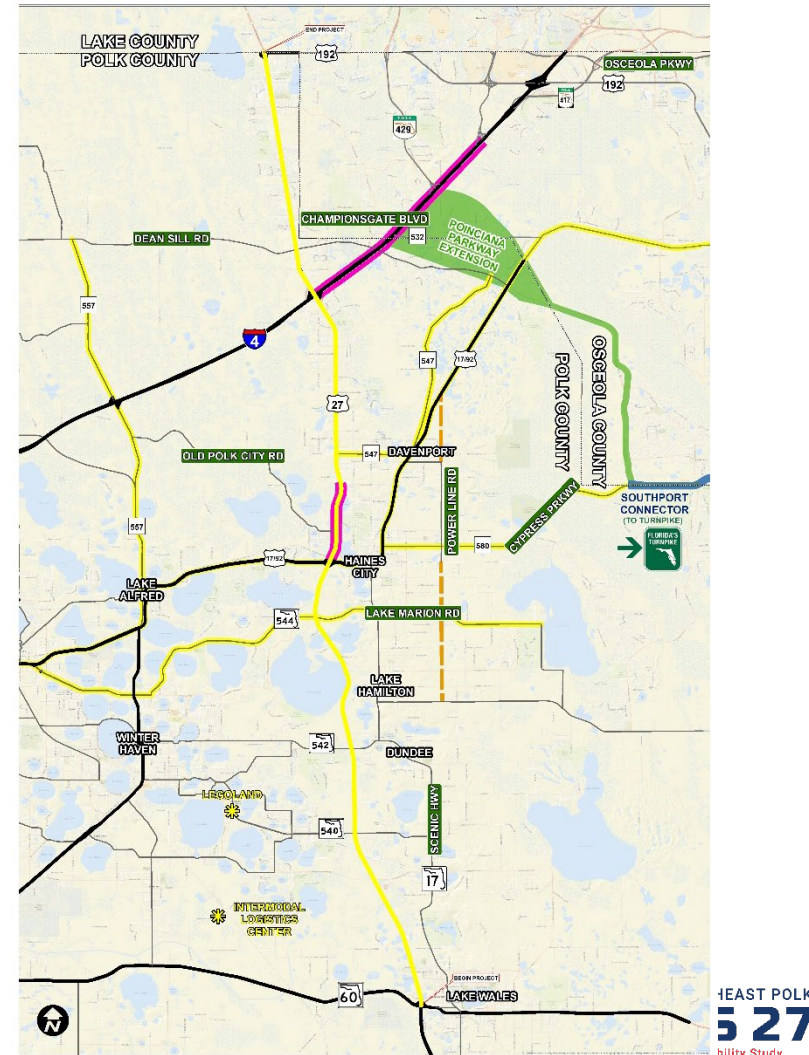 END PROJECT
LAKE COUNTY
POLK COUNTY
192
OSCEOLA PKWY
192
417
429
CHAMPIONSGATE BLVD
532
DEAN SILL RD
POINCIANA
PARKWAY
EXTENSION
557
4
547
17/92
27
POLK COUNTY
OSCEOLA COUNTY
OLD POLK CITY RD
547
DAVENPORT
POWER LINE RD
CYPRESS PRKWY
SOUTHPORT
CONNECTOR
(TO TURNPIKE)
FLORIDA'S
TURNPIKE
557
580
17/92
HAINES
CITY
LAKE
ALFRED
544
LAKE MARION RD
LAKE
HAMILTON
WINTER
HAVEN
542
DUNDEE
LEGOLAND
540
SCENIC HWY
17
INTERMODAL
LOGISTICS
CENTER
BEGIN PROJECT
60
LAKE WALES
N
HEAST POLK
S 27
bility Study